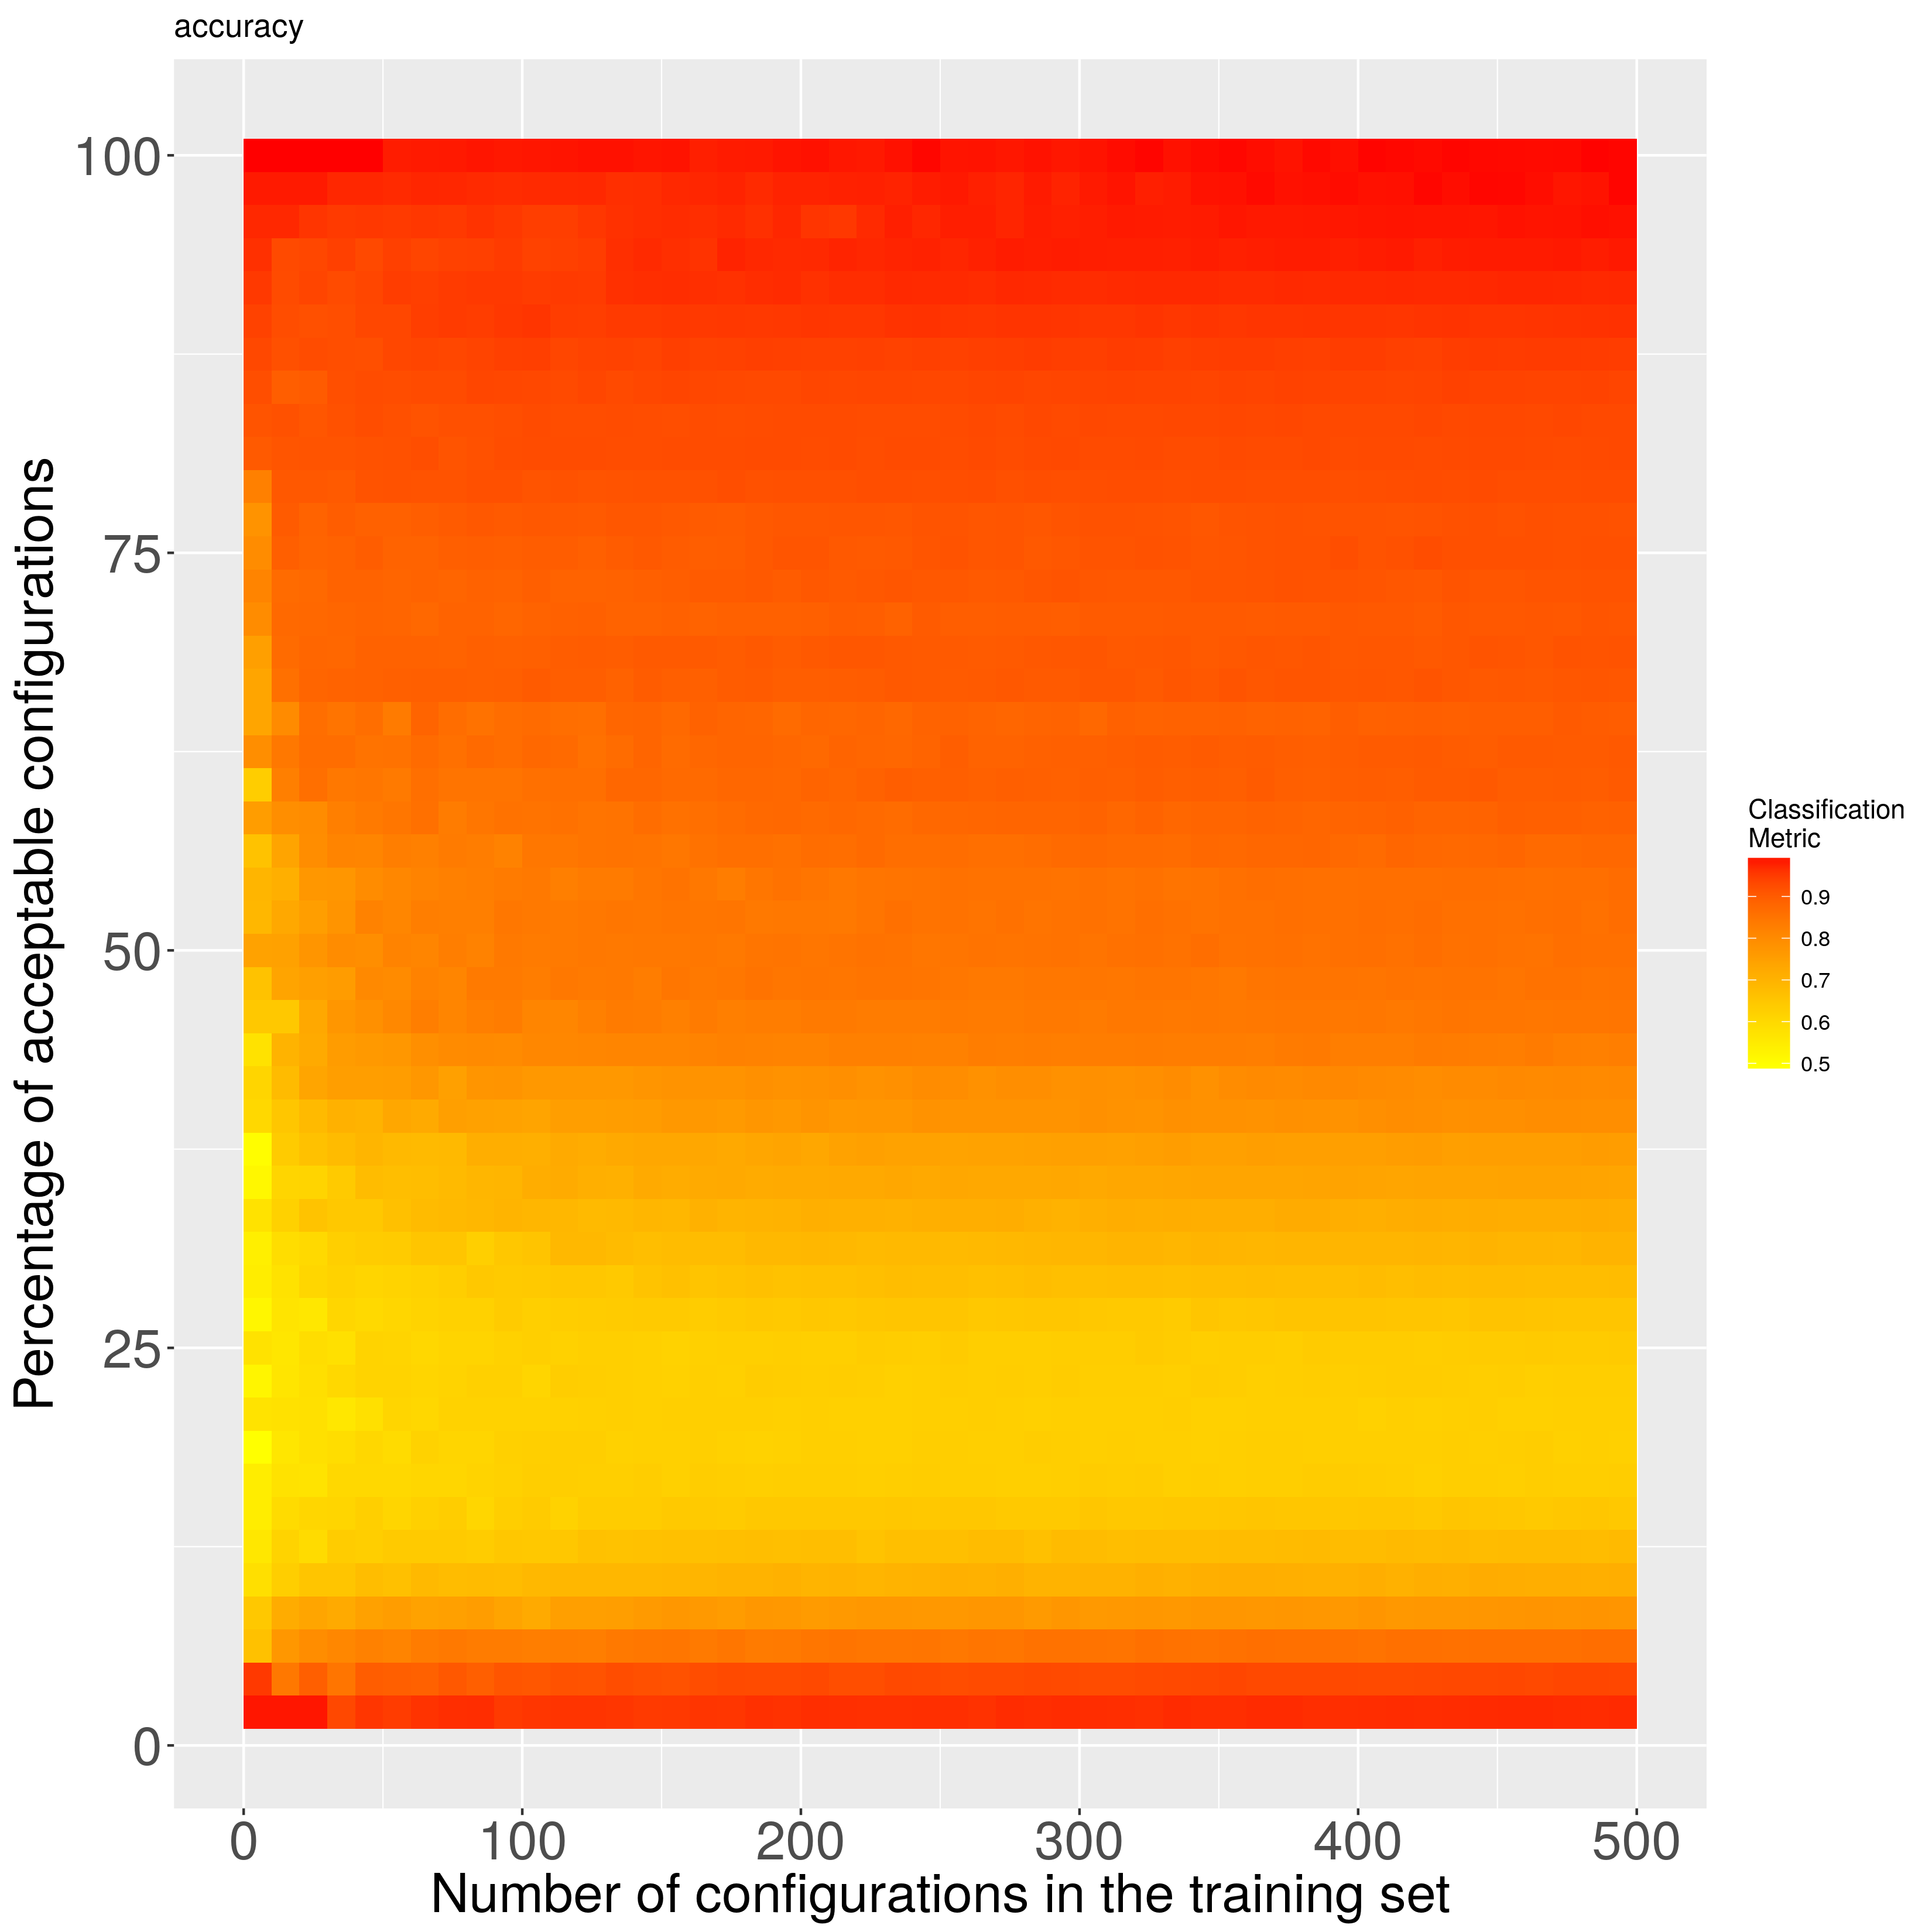 accuracy
Percentage of acceptable configurations
100
75
50
25
0
0 100 200 300 400 500
Number of configurations in the training set
Classification
Metric
0.9
0.8
0.7
0.6
0.5